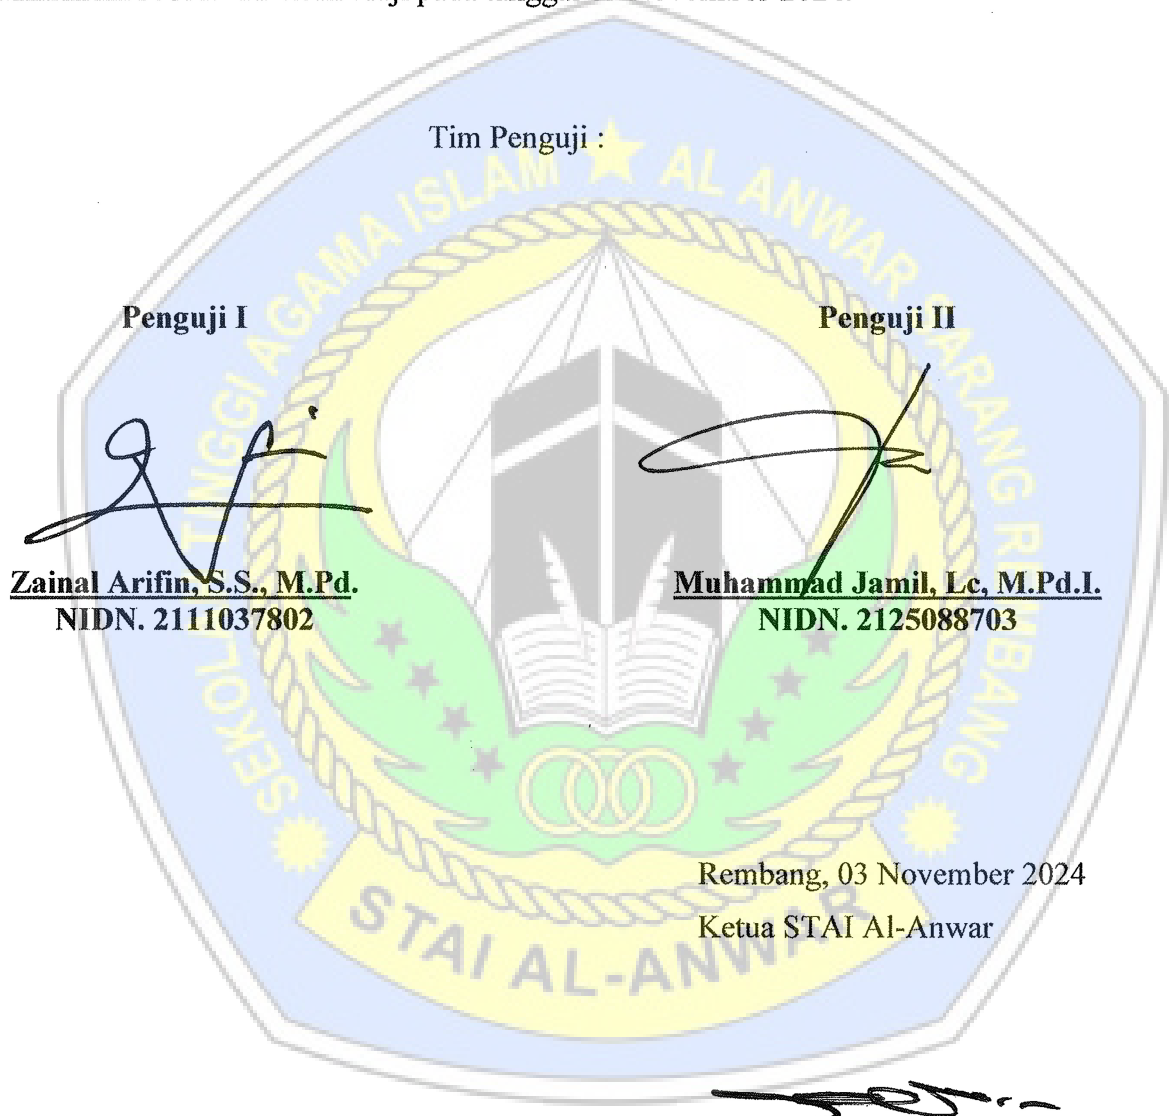 Tim Penguji :
SEKOLAH TINGGI AGAMA ISLAM ★ AL ANWAR SARANG REMBANG
Penguji I
Penguji II
Zainal Arifin, S.S., M.Pd.
NIDN. 2111037802
Muhammad Jamil, Lc, M.Pd.I.
NIDN. 2125088703
Rembang, 03 November 2024
Ketua STAI Al-Anwar
STAI AL-ANWAR